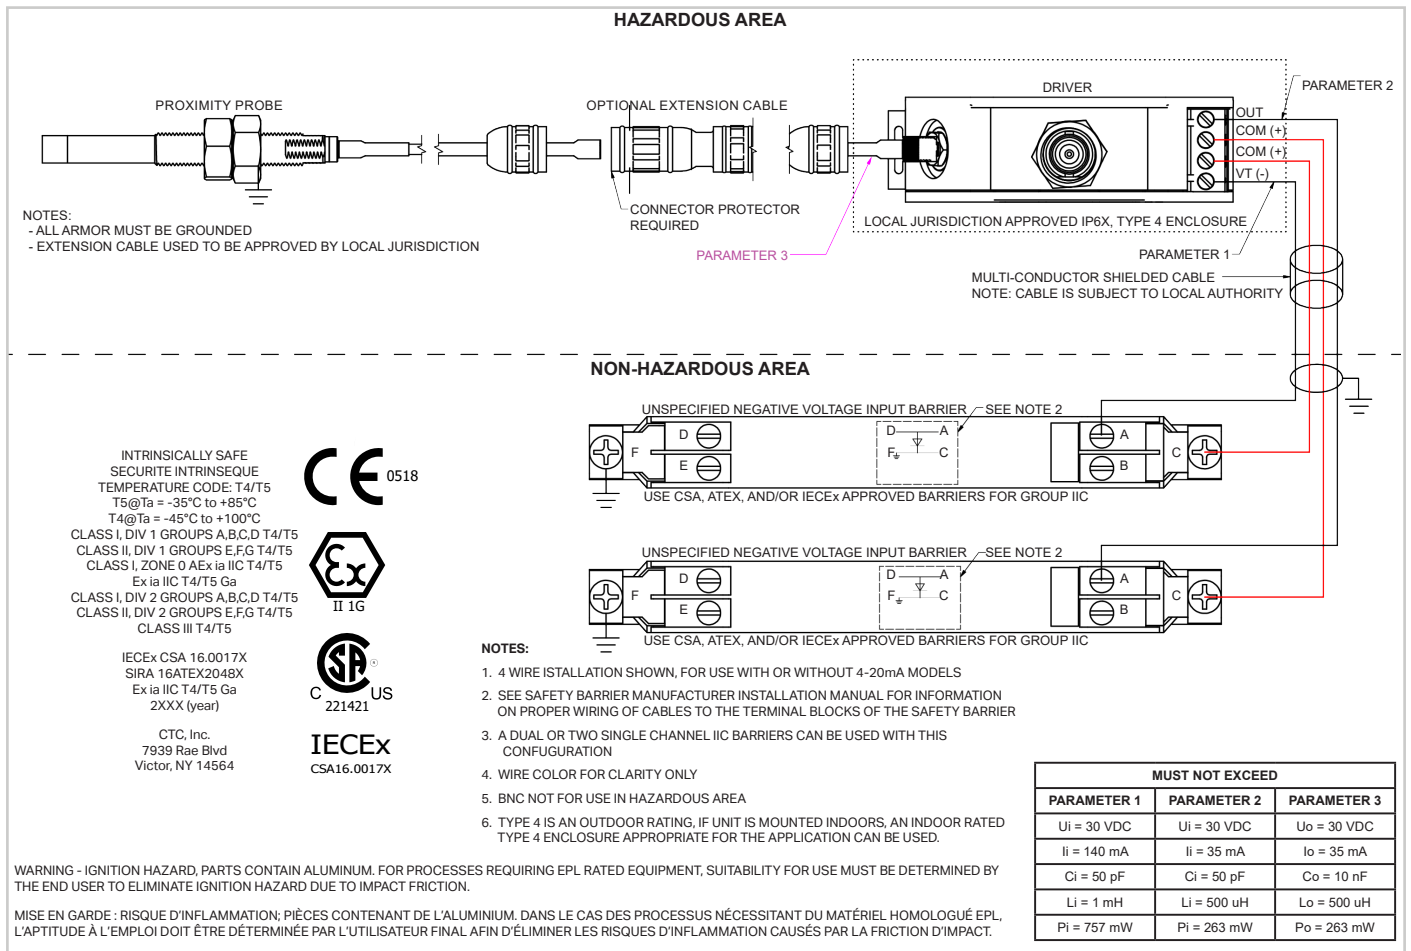 HAZARDOUS AREA
PROXIMITY PROBE
OPTIONAL EXTENSION CABLE
DRIVER
PARAMETER 2
OUT
COM (+)
COM (+)
VT (-)
NOTES:
- ALL ARMOR MUST BE GROUNDED
- EXTENSION CABLE USED TO BE APPROVED BY LOCAL JURISDICTION
CONNECTOR PROTECTOR
REQUIRED
PARAMETER 3
LOCAL JURISDICTION APPROVED IP6X, TYPE 4 ENCLOSURE
PARAMETER 1
MULTI-CONDUCTOR SHIELDED CABLE
NOTE: CABLE IS SUBJECT TO LOCAL AUTHORITY
NON-HAZARDOUS AREA
UNSPECIFIED NEGATIVE VOLTAGE INPUT BARRIER
SEE NOTE 2
F
D
E
D A
F C
A
B
C
USE CSA, ATEX, AND/OR IECEx APPROVED BARRIERS FOR GROUP IIC
UNSPECIFIED NEGATIVE VOLTAGE INPUT BARRIER
SEE NOTE 2
F
D
E
D A
F C
A
B
C
USE CSA, ATEX, AND/OR IECEx APPROVED BARRIERS FOR GROUP IIC
INTRINSICALLY SAFE
SECURITE INTRINSEQUE
TEMPERATURE CODE: T4/T5
T5@Ta = -35°C to +85°C
T4@Ta = -45°C to +100°C
CLASS I, DIV 1 GROUPS A,B,C,D T4/T5
CLASS II, DIV 1 GROUPS E,F,G T4/T5
CLASS I, ZONE 0 AEx ia IIC T4/T5
Ex ia IIC T4/T5 Ga
CLASS I, DIV 2 GROUPS A,B,C,D T4/T5
CLASS II, DIV 2 GROUPS E,F,G T4/T5
CLASS III T4/T5
IECEx CSA 16.0017X
SIRA 16ATEX2048X
Ex ia IIC T4/T5 Ga
2XXX (year)
CTC, Inc.
7939 Rae Blvd
Victor, NY 14564
CE 0518
Ex
II 1G
SA ®
C US
221421
IECEx
CSA16.0017X
NOTES:
1. 4 WIRE ISTALLATION SHOWN, FOR USE WITH OR WITHOUT 4-20mA MODELS
2. SEE SAFETY BARRIER MANUFACTURER INSTALLATION MANUAL FOR INFORMATION
ON PROPER WIRING OF CABLES TO THE TERMINAL BLOCKS OF THE SAFETY BARRIER
3. A DUAL OR TWO SINGLE CHANNEL IIC BARRIERS CAN BE USED WITH THIS
CONFUGURATION
4. WIRE COLOR FOR CLARITY ONLY
5. BNC NOT FOR USE IN HAZARDOUS AREA
6. TYPE 4 IS AN OUTDOOR RATING, IF UNIT IS MOUNTED INDOORS, AN INDOOR RATED
TYPE 4 ENCLOSURE APPROPRIATE FOR THE APPLICATION CAN BE USED.
MUST NOT EXCEED
PARAMETER 1 PARAMETER 2 PARAMETER 3
Ui = 30 VDC Ui = 30 VDC Uo = 30 VDC
Ii = 140 mA Ii = 35 mA Io = 35 mA
Ci = 50 pF Ci = 50 pF Co = 10 nF
Li = 1 mH Li = 500 uH Lo = 500 uH
Pi = 757 mW Pi = 263 mW Po = 263 mW
WARNING - IGNITION HAZARD, PARTS CONTAIN ALUMINUM. FOR PROCESSES REQUIRING EPL RATED EQUIPMENT, SUITABILITY FOR USE MUST BE DETERMINED BY
THE END USER TO ELIMINATE IGNITION HAZARD DUE TO IMPACT FRICTION.
MISE EN GARDE : RISQUE D'INFLAMMATION; PIÈCES CONTENANT DE L'ALUMINIUM. DANS LE CAS DES PROCESSUS NÉCESSITANT DU MATÉRIEL HOMOLOGUÉ EPL,
L'APTITUDE À L'EMPLOI DOIT ÊTRE DÉTERMINÉE PAR L'UTILISATEUR FINAL AFIN D'ÉLIMINER LES RISQUES D'INFLAMMATION CAUSÉS PAR LA FRICTION D'IMPACT.